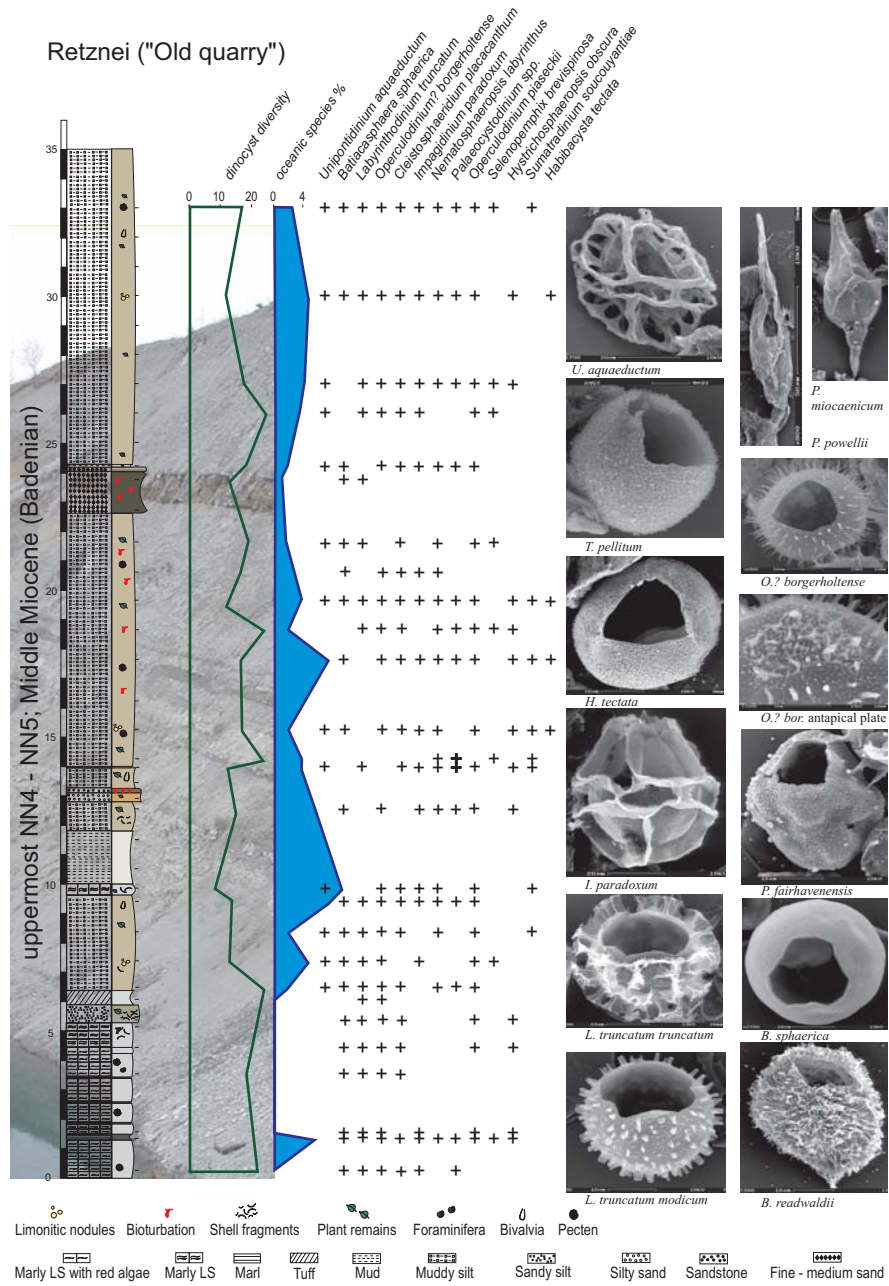 Retznei ("Old quarry")
dinocyst diversity
oceanic species %
Unipontidinium aquaeductum
Batiacasphaera sphaerica
Labyrinthodinium truncatum
Operculodinium? borgerholtense
Cleistosphaeridium placacanthum
Impagidinium paradoxum
Nematosphaeropsis labyrinthus
Palaeocystodinium spp.
Operculodinium piaseckii
Selenopemphix brevispinosa
Hystrichosphaeropsis obscura
Sumatradinium soucouyantiae
Habibacysta tectata
0 10 20
0 4
35
30
25
20
15
10
5
0
uppermost NN4 - NN5; Middle Miocene (Badenian)
U. aquaeductum
P. miocaenicum
P. powellii
T. pellitum
O.? borgerholtense
H. tectata
O.? bor. antapical plate
I. paradoxum
P. fairhavenensis
L. truncatum truncatum
B. sphaerica
L. truncatum modicum
B. readwaldii
Limonitic nodules
Bioturbation
Shell fragments
Plant remains
Foraminifera
Bivalvia
Pecten
Marly LS with red algae
Marly LS
Marl
Tuff
Mud
Muddy silt
Sandy silt
Silty sand
Sandstone
Fine - medium sand